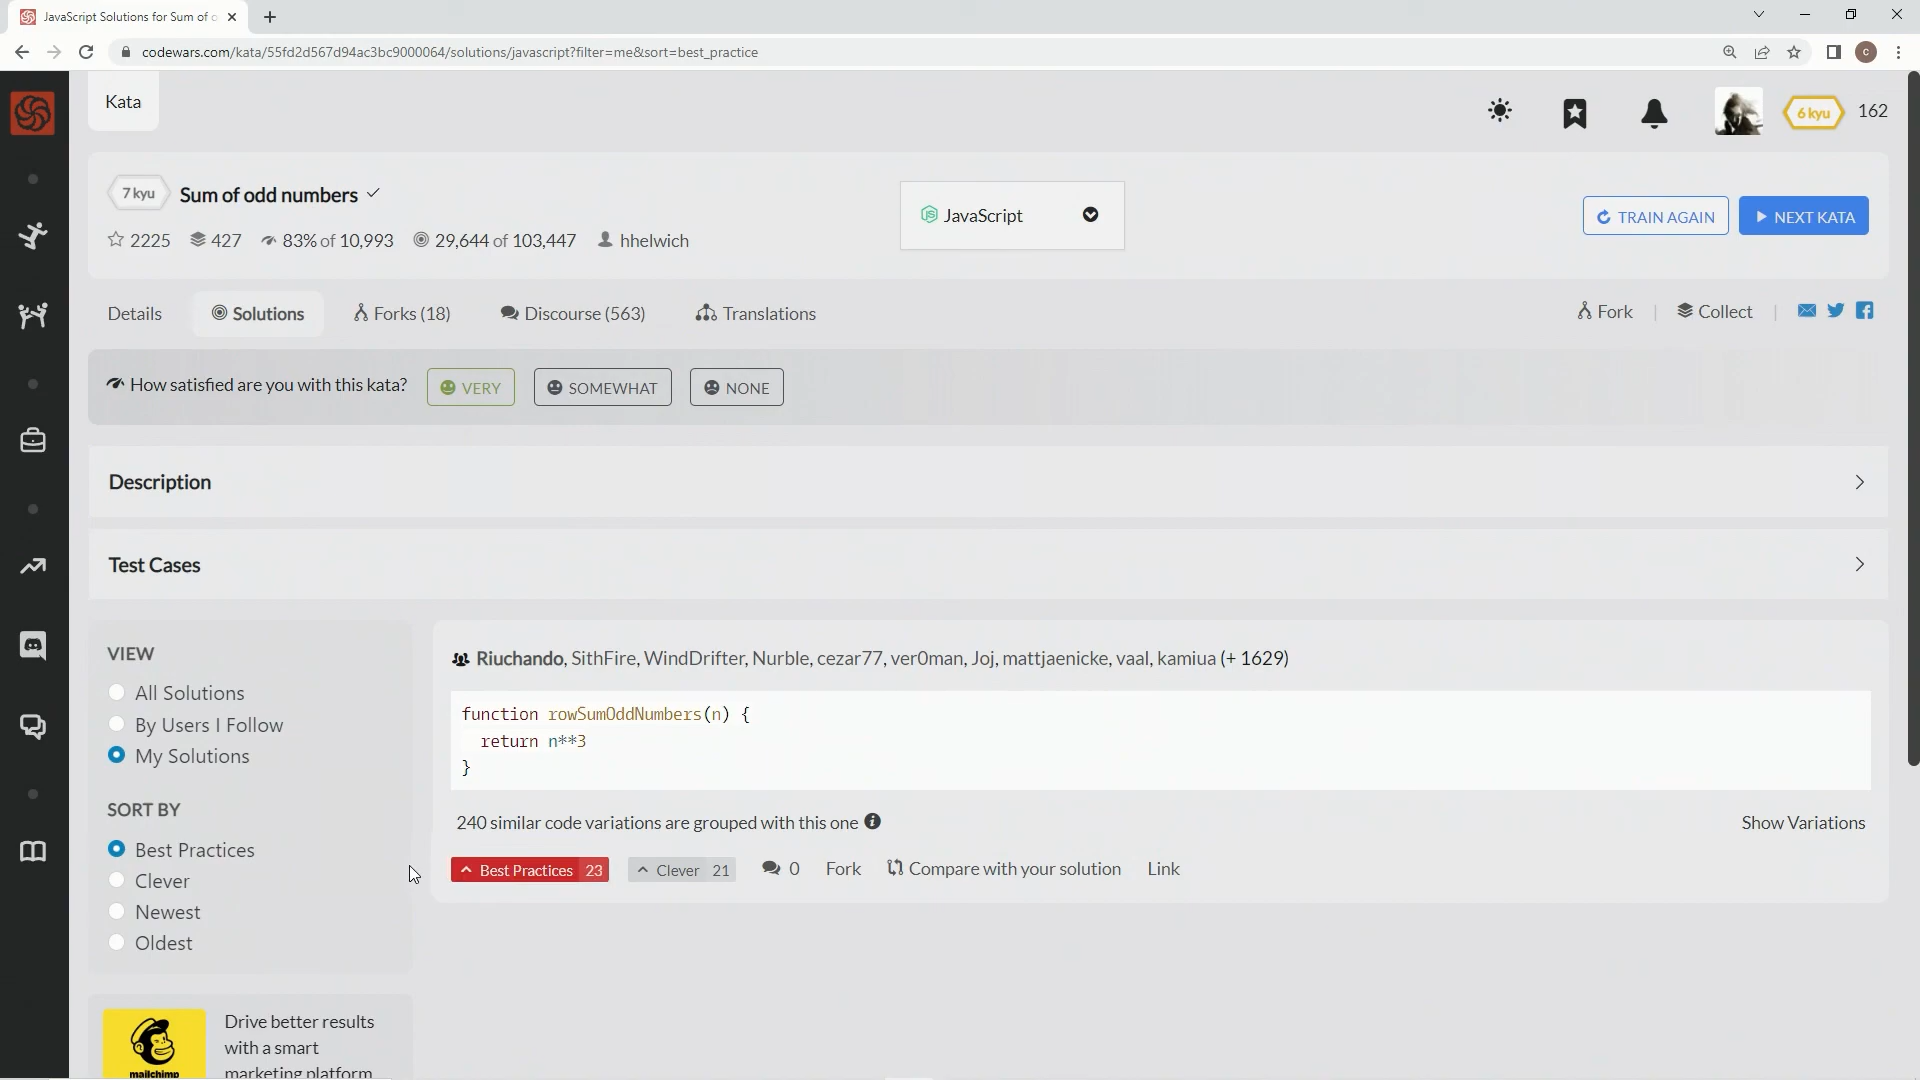 JavaScript Solutions for Sum of o
codewars.com/kata/55fd2d567d94ac3bc9000064/solutions/javascript?filter=me&sort=best_practice
c
Kata
6 kyu
162
7 kyu
Sum of odd numbers
JavaScript
TRAIN AGAIN
NEXT KATA
2225
427
83% of 10,993
29,644 of 103,447
hhelwich
Details
Solutions
Forks (18)
Discourse (563)
Translations
Fork
Collect
How satisfied are you with this kata?
VERY
SOMEWHAT
NONE
Description
Test Cases
VIEW
All Solutions
By Users I Follow
My Solutions
SORT BY
Best Practices
Clever
Newest
Oldest
Riuchando, SithFire, WindDrifter, Nurble, cezar77, ver0man, Joj, mattjaenicke, vaal, kamiua (+ 1629)
function rowSumOddNumbers(n) {
return n**3
}
240 similar code variations are grouped with this one
Show Variations
Best Practices 23
Clever 21
0
Fork
Compare with your solution
Link
mailchimp
Drive better results
with a smart
marketing platform